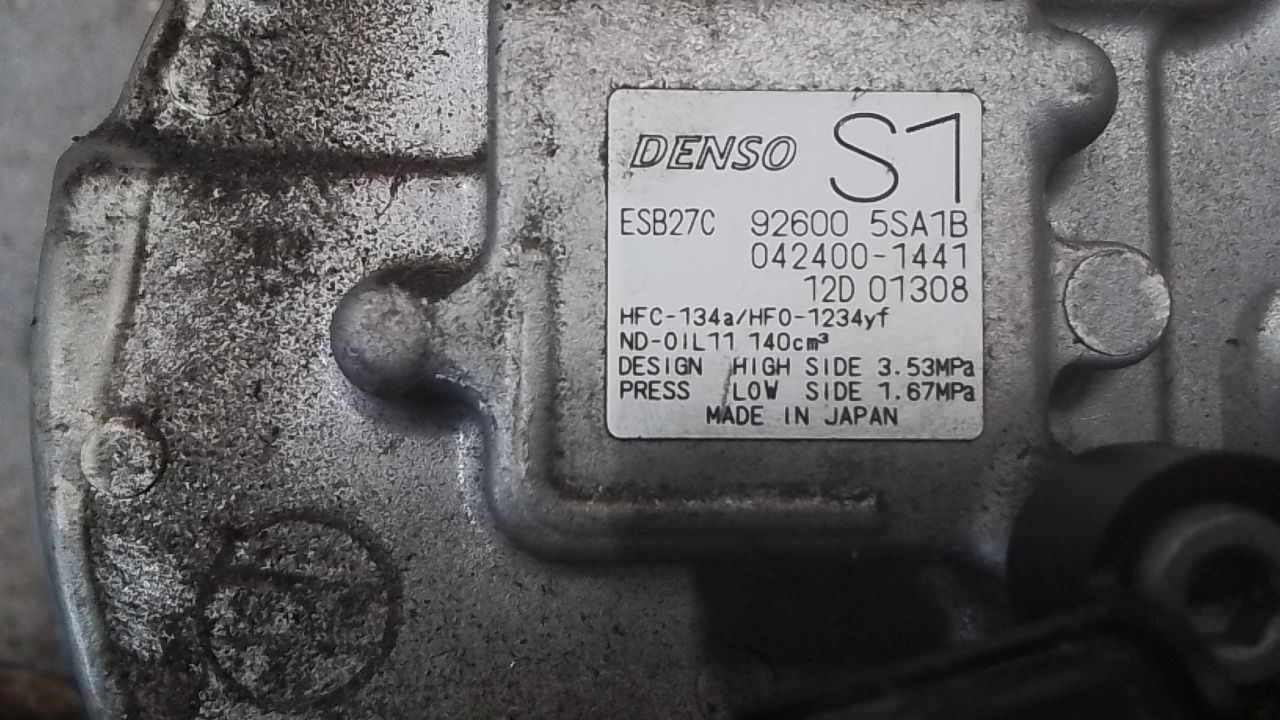 DENSO S1
ESB27C 92600 5SA1B
042400-1441
12D 01308
HFC-134a/HFO-1234yf
ND-OIL11 140cm³
DESIGN HIGH SIDE 3.53MPa
PRESS LOW SIDE 1.67MPa
MADE IN JAPAN